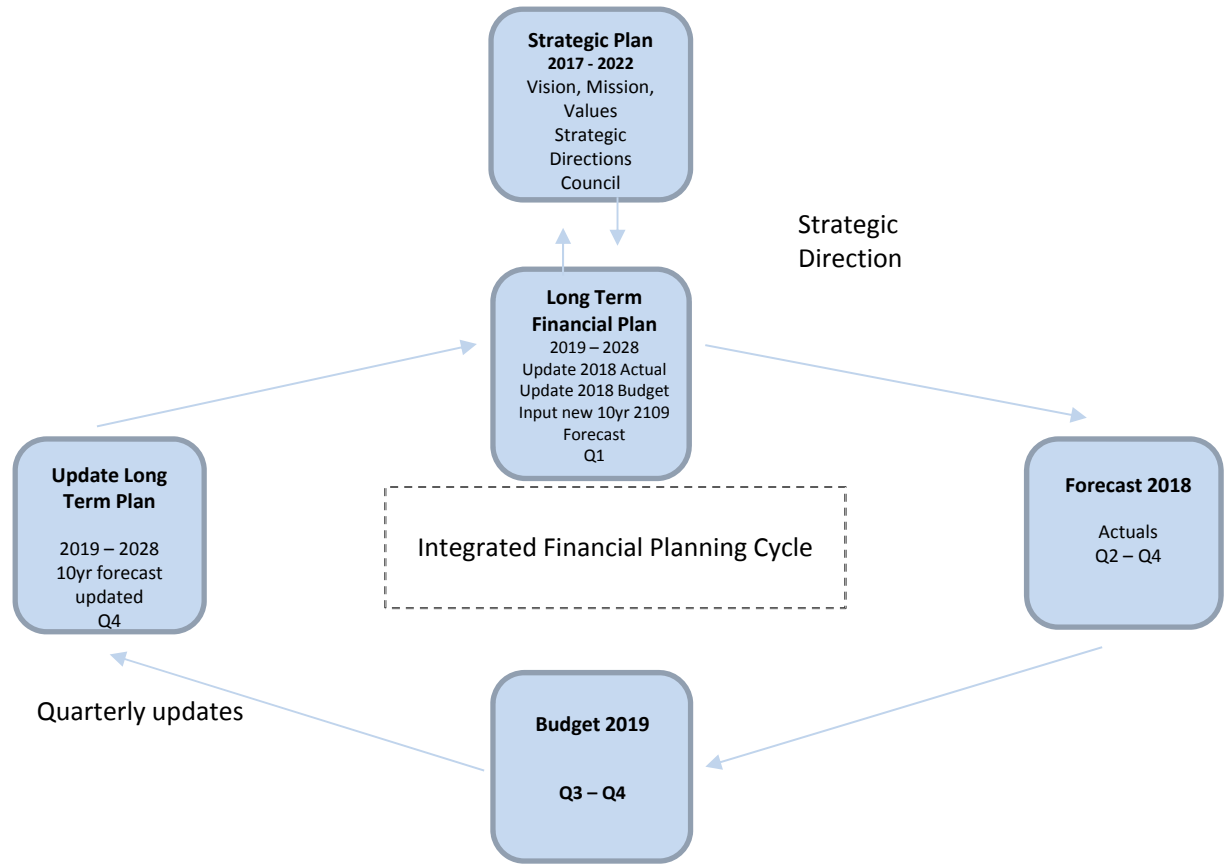 Strategic Plan
2017 - 2022
Vision, Mission,
Values
Strategic
Directions
Council
Strategic
Direction
Long Term
Financial Plan
2019 – 2028
Update 2018 Actual
Update 2018 Budget
Input new 10yr 2109
Forecast
Q1
Update Long
Term Plan
2019 – 2028
10yr forecast
updated
Q4
Integrated Financial Planning Cycle
Forecast 2018
Actuals
Q2 – Q4
Quarterly updates
Budget 2019
Q3 – Q4